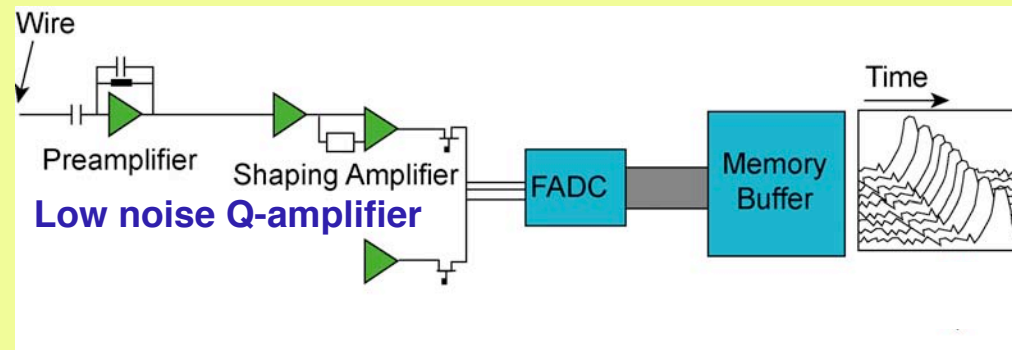 Wire
Time
Preamplifier
Shaping Amplifier
Low noise Q-amplifier
FADC
Memory
Buffer